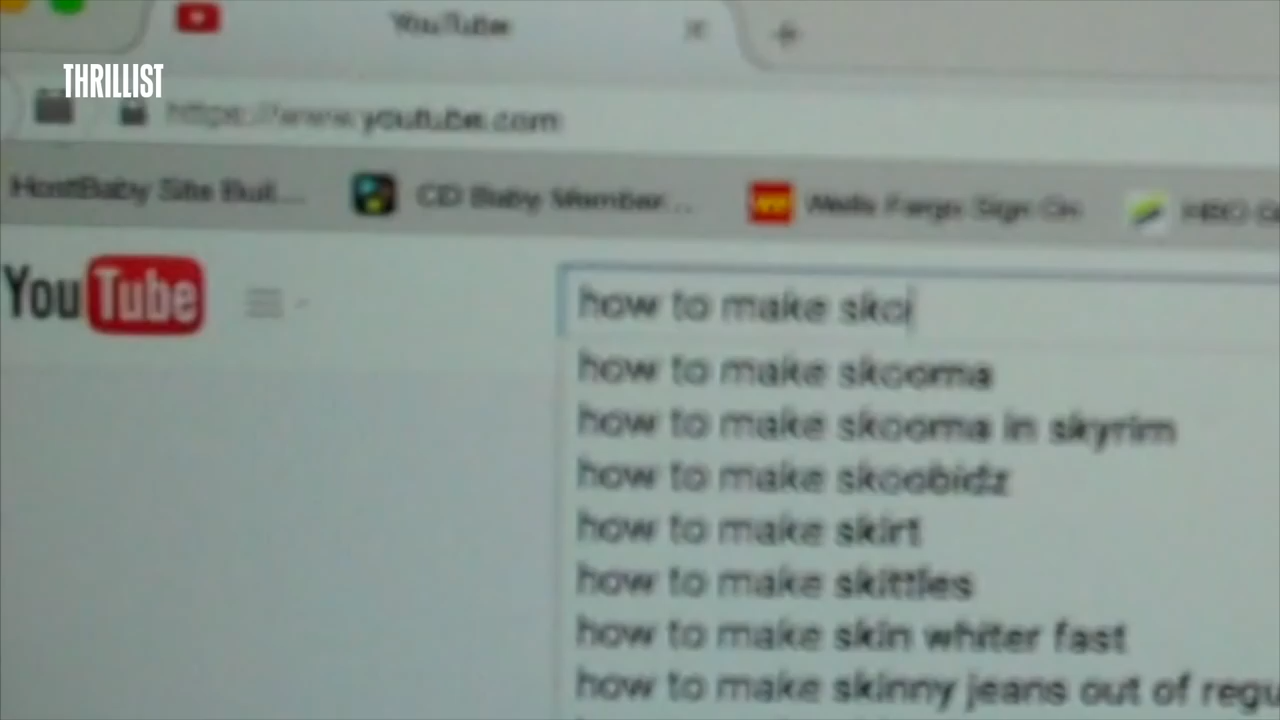 YouTube
THRILLIST
https://www.youtube.com
HostBaby Site Buil... CD Baby Member... Wells Fargo Sign On HBO G
YouTube
how to make sko
how to make skooma
how to make skooma in skyrim
how to make skoobidz
how to make skirt
how to make skittles
how to make skin whiter fast
how to make skinny jeans out of regu